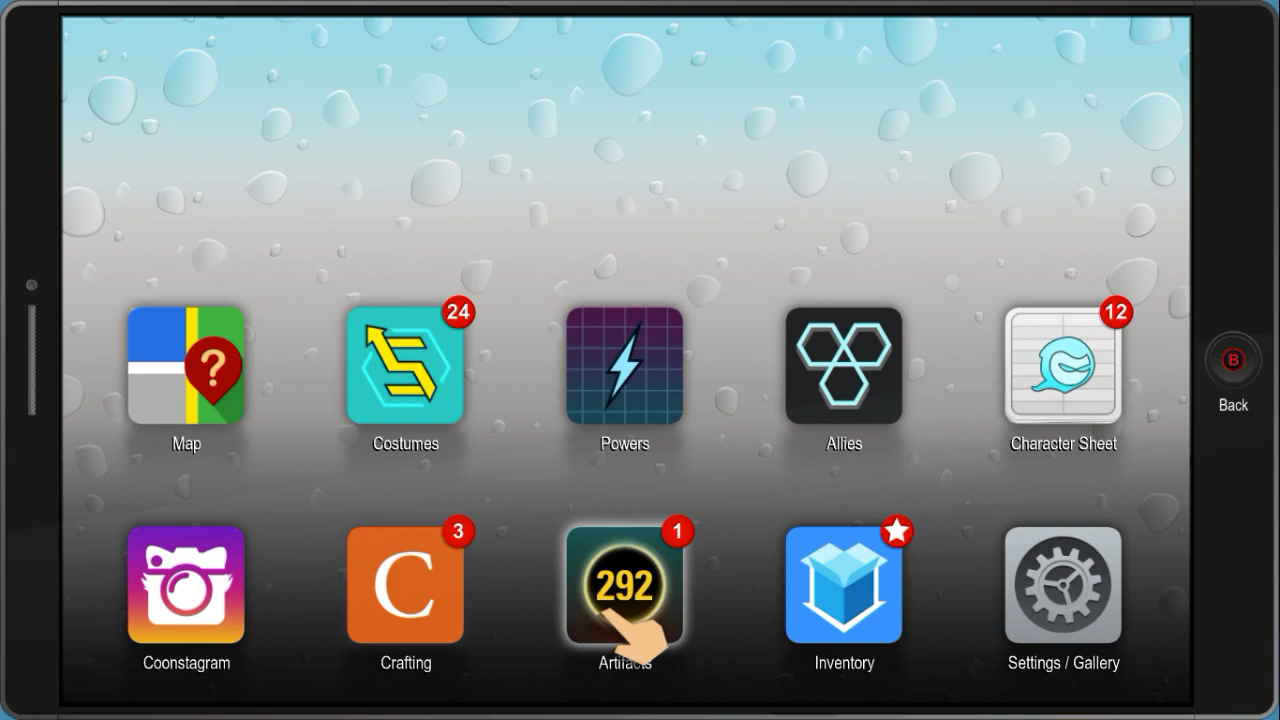 24
12
?
B
Back
Map
Costumes
Powers
Allies
Character Sheet
3
1
C
292
Coonstagram
Crafting
Artifacts
Inventory
Settings / Gallery